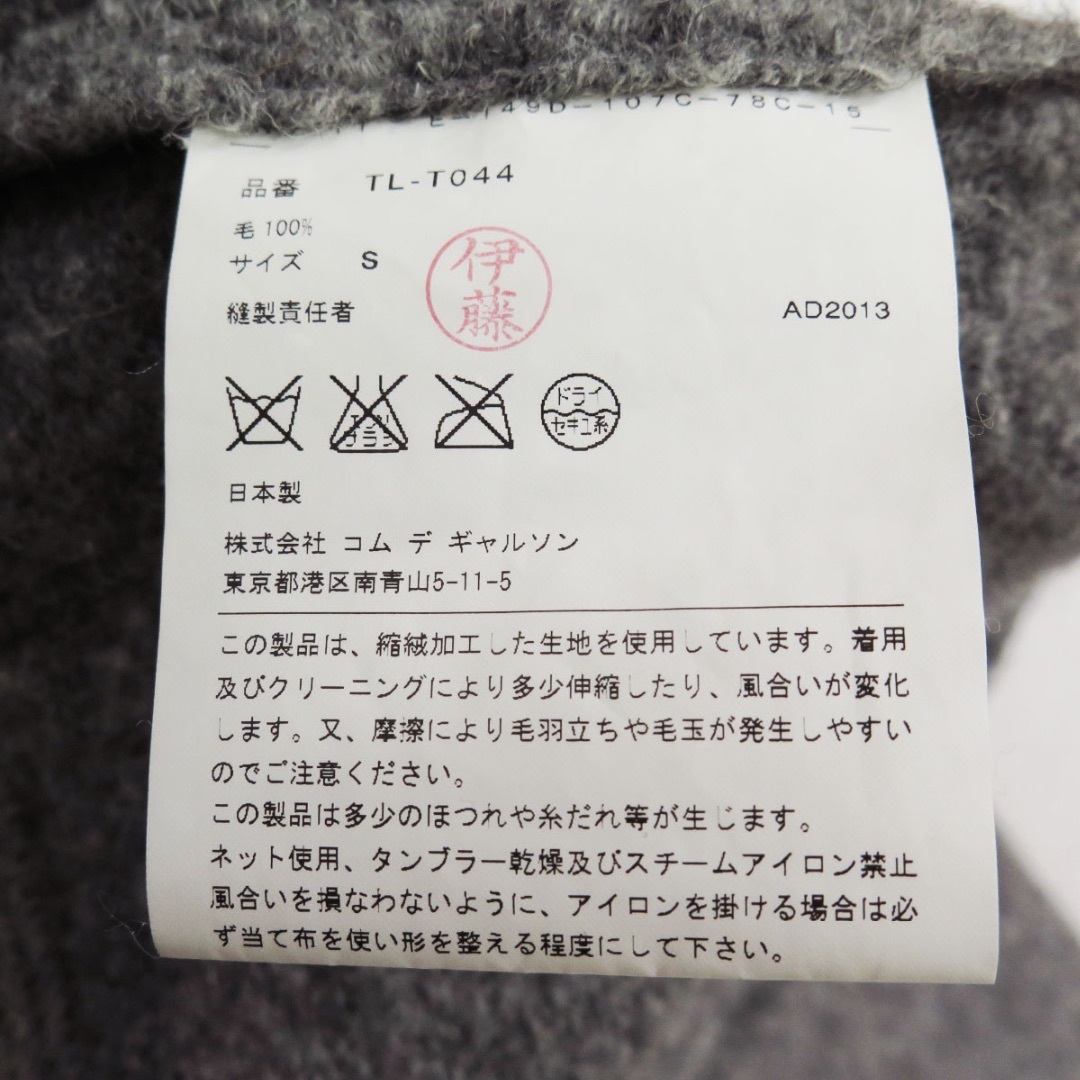 E-149D-107C-78C-15
品番 TL-T044
毛 100%
サイズ S
伊藤
縫製責任者 AD2013
エンソ
ドライ
セキユ系
日本製
株式会社 コム デ ギャルソン
東京都港区南青山5-11-5
この製品は、縮絨加工した生地を使用しています。着用
及びクリーニングにより多少伸縮したり、風合いが変化
します。又、摩擦により毛羽立ちや毛玉が発生しやすい
のでご注意ください。
この製品は多少のほつれや糸だれ等が生じます。
ネット使用、タンブラー乾燥及びスチームアイロン禁止
風合いを損なわないように、アイロンを掛ける場合は必
ず当て布を使い形を整える程度にして下さい。